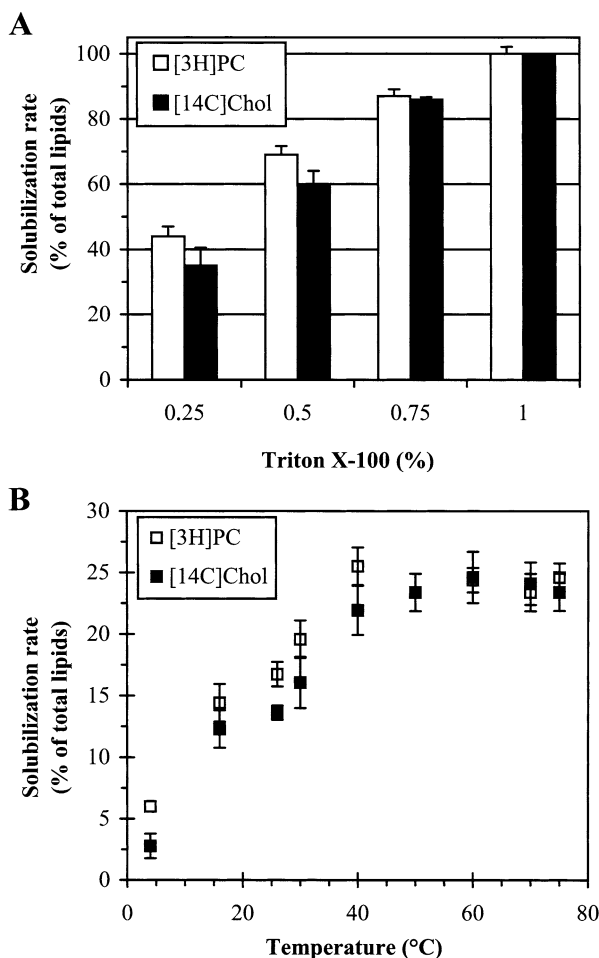 A
[3H]PC
[14C]Chol
Solubilization rate
(% of total lipids)
100
80
60
40
20
0
0.25 0.5 0.75 1
Triton X-100 (%)
B
[3H]PC
[14C]Chol
Solubilization rate
(% of total lipids)
30
25
20
15
10
5
0
0 20 40 60 80
Temperature (°C)